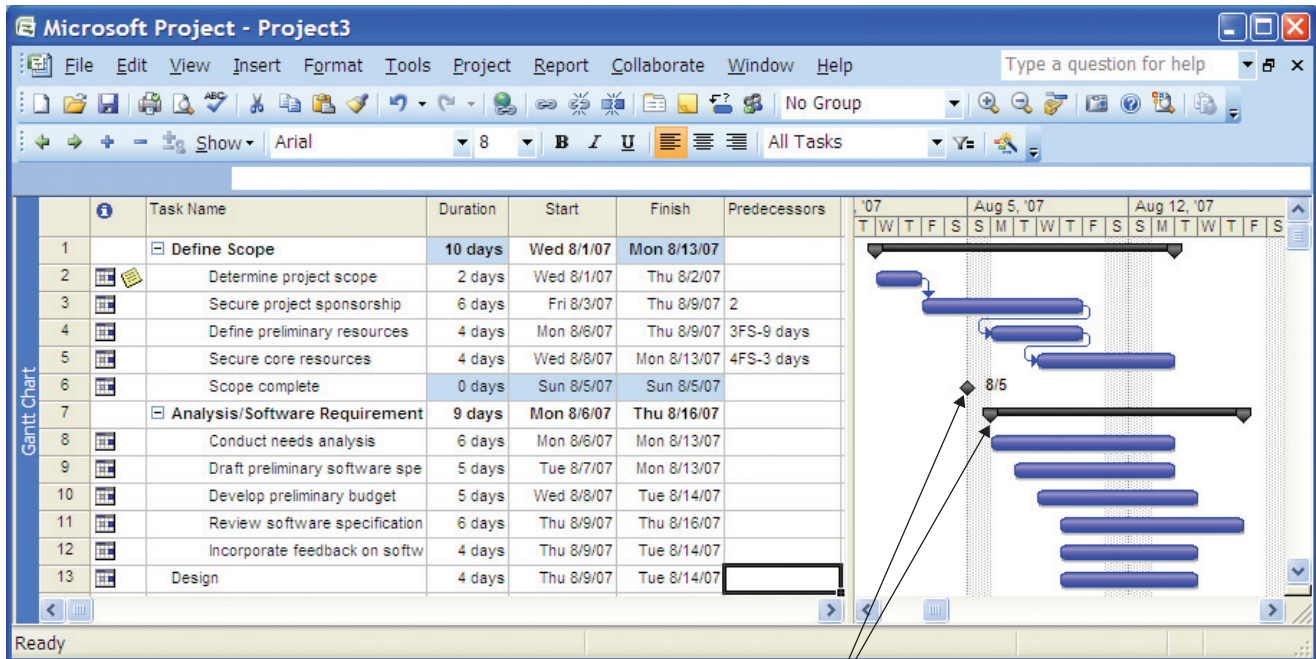 Microsoft Project - Project3
File Edit View Insert Format Tools Project Report Collaborate Window Help Type a question for help
ABC No Group
Show Arial 8 B I U All Tasks
Task Name Duration Start Finish Predecessors , '07 Aug 5, '07 Aug 12, '07
T W T F S S M T W T F S S M T W T F S
1 Define Scope 10 days Wed 8/1/07 Mon 8/13/07
2 Determine project scope 2 days Wed 8/1/07 Thu 8/2/07
3 Secure project sponsorship 6 days Fri 8/3/07 Thu 8/9/07 2
4 Define preliminary resources 4 days Mon 8/6/07 Thu 8/9/07 3FS-9 days
5 Secure core resources 4 days Wed 8/8/07 Mon 8/13/07 4FS-3 days
6 Scope complete 0 days Sun 8/5/07 Sun 8/5/07 8/5
7 Analysis/Software Requirement 9 days Mon 8/6/07 Thu 8/16/07
8 Conduct needs analysis 6 days Mon 8/6/07 Mon 8/13/07
9 Draft preliminary software spe 5 days Tue 8/7/07 Mon 8/13/07
10 Develop preliminary budget 5 days Wed 8/8/07 Tue 8/14/07
11 Review software specification 6 days Thu 8/9/07 Thu 8/16/07
12 Incorporate feedback on softw 4 days Thu 8/9/07 Tue 8/14/07
13 Design 4 days Thu 8/9/07 Tue 8/14/07
Gantt Chart
Ready